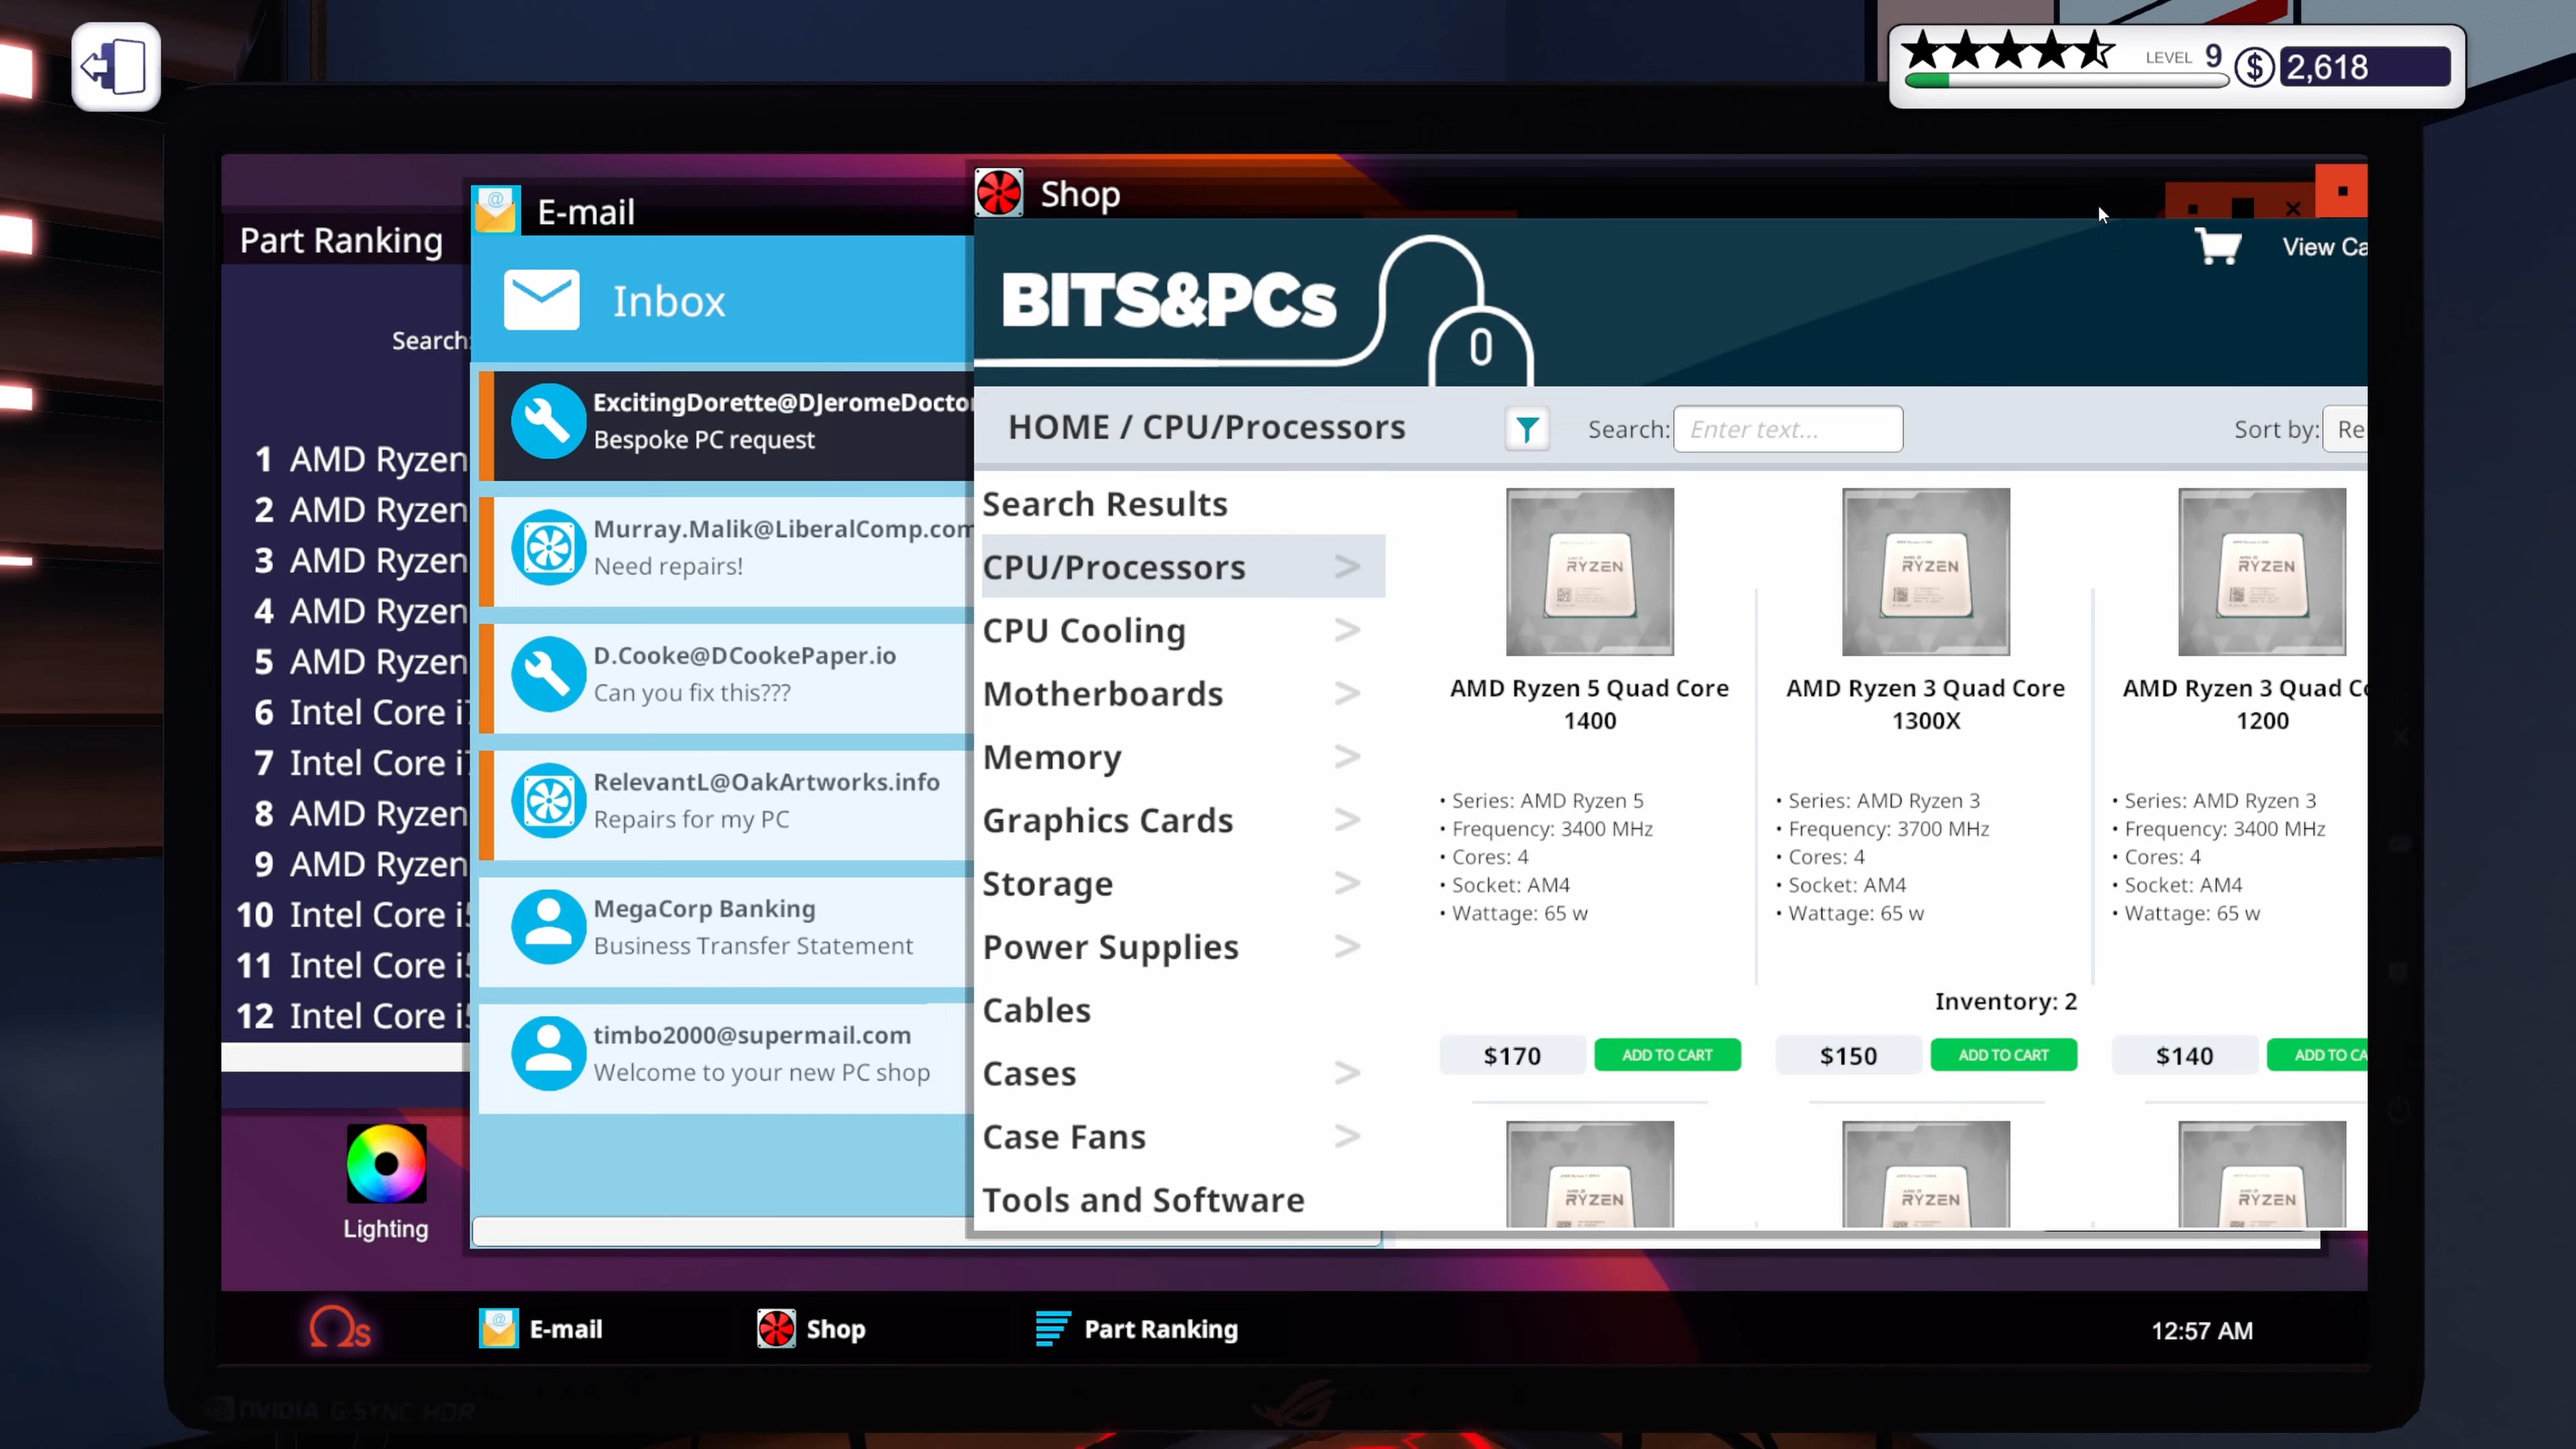 LEVEL 9
2,618
Part Ranking
Search:
1 AMD Ryzen
2 AMD Ryzen
3 AMD Ryzen
4 AMD Ryzen
5 AMD Ryzen
6 Intel Core i7
7 Intel Core i7
8 AMD Ryzen
9 AMD Ryzen
10 Intel Core i5
11 Intel Core i5
12 Intel Core i5
Lighting
E-mail
Inbox
ExcitingDorette@DJeromeDoctor
Bespoke PC request
Murray.Malik@LiberalComp.com
Need repairs!
D.Cooke@DCookePaper.io
Can you fix this???
RelevantL@OakArtworks.info
Repairs for my PC
MegaCorp Banking
Business Transfer Statement
timbo2000@supermail.com
Welcome to your new PC shop
Shop
View Ca
BITS&PCs
HOME / CPU/Processors
Search: Enter text...
Sort by: Re
Search Results
CPU/Processors >
CPU Cooling >
Motherboards >
Memory >
Graphics Cards >
Storage >
Power Supplies >
Cables
Cases >
Case Fans >
Tools and Software
RYZEN
AMD Ryzen 5 Quad Core
1400
• Series: AMD Ryzen 5
• Frequency: 3400 MHz
• Cores: 4
• Socket: AM4
• Wattage: 65 w
$170 ADD TO CART
RYZEN
AMD Ryzen 3 Quad Core
1300X
• Series: AMD Ryzen 3
• Frequency: 3700 MHz
• Cores: 4
• Socket: AM4
• Wattage: 65 w
Inventory: 2
$150 ADD TO CART
RYZEN
AMD Ryzen 3 Quad Co
1200
• Series: AMD Ryzen 3
• Frequency: 3400 MHz
• Cores: 4
• Socket: AM4
• Wattage: 65 w
$140 ADD TO CA
RYZEN
RYZEN
RYZEN
Ωs
E-mail
Shop
Part Ranking
12:57 AM
NVIDIA G-SYNC HDR